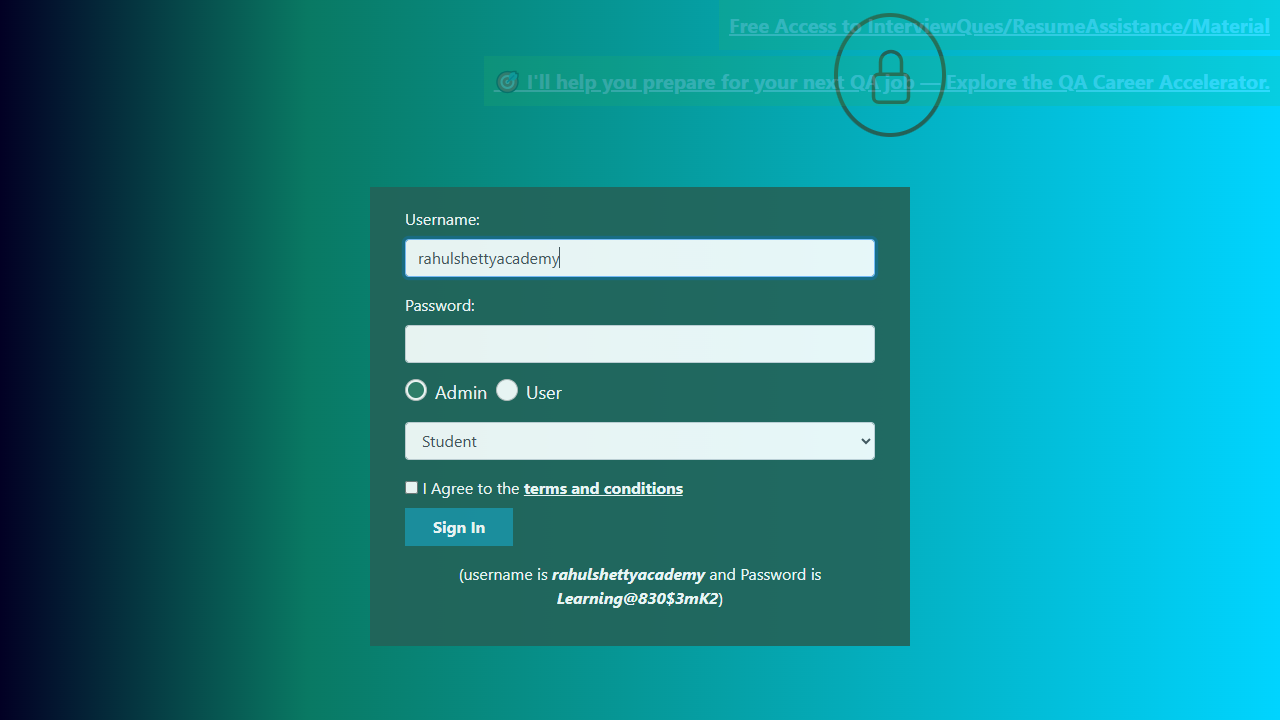 Free Access to InterviewQues/ResumeAssistance/Material
🎯 I'll help you prepare for your next QA job — Explore the QA Career Accelerator.
Username:
rahulshettyacademy
Password:
Admin User
Student
I Agree to the terms and conditions
Sign In
(username is rahulshettyacademy and Password is
Learning@830$3mK2)